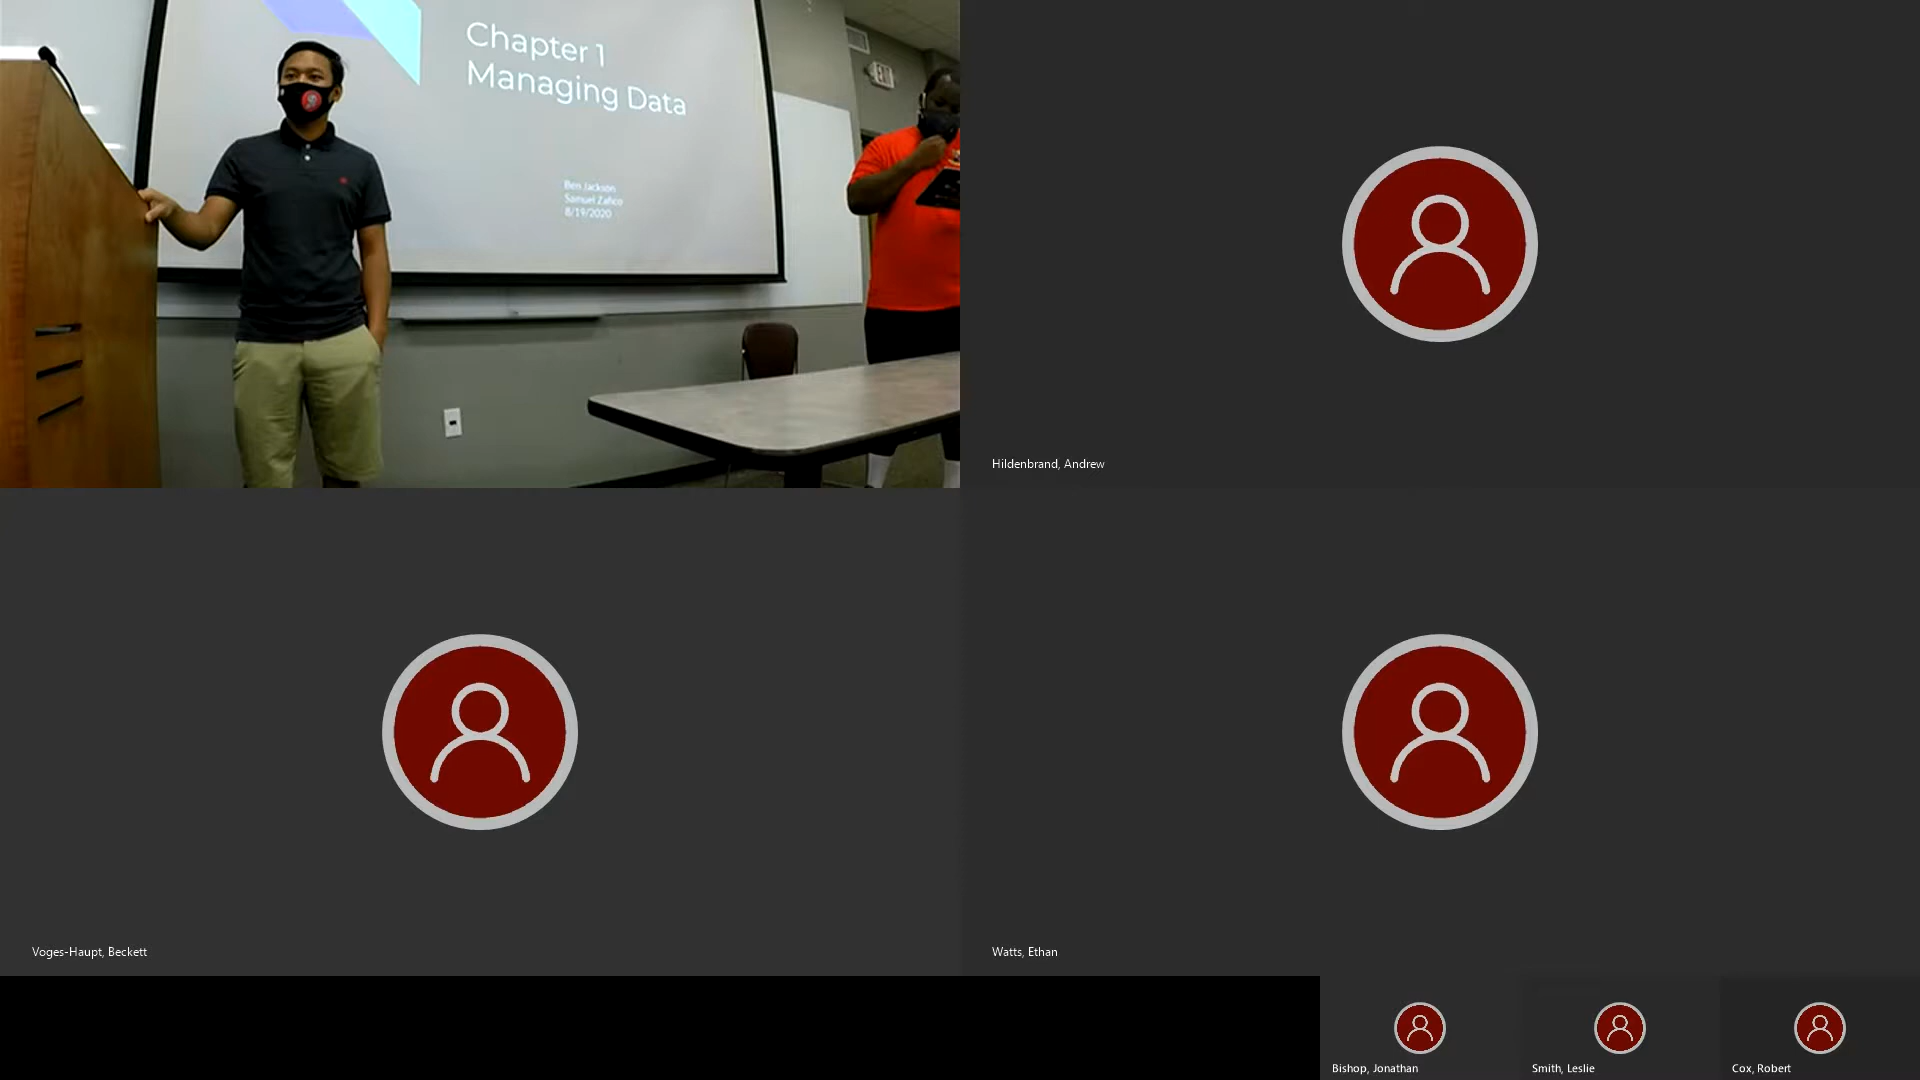 Chapter 1
Managing Data
Ben Jackson
Samuel Zafico
8/19/2020
EXIT
Hildenbrand, Andrew
Voges-Haupt, Beckett
Watts, Ethan
Bishop, Jonathan
Smith, Leslie
Cox, Robert